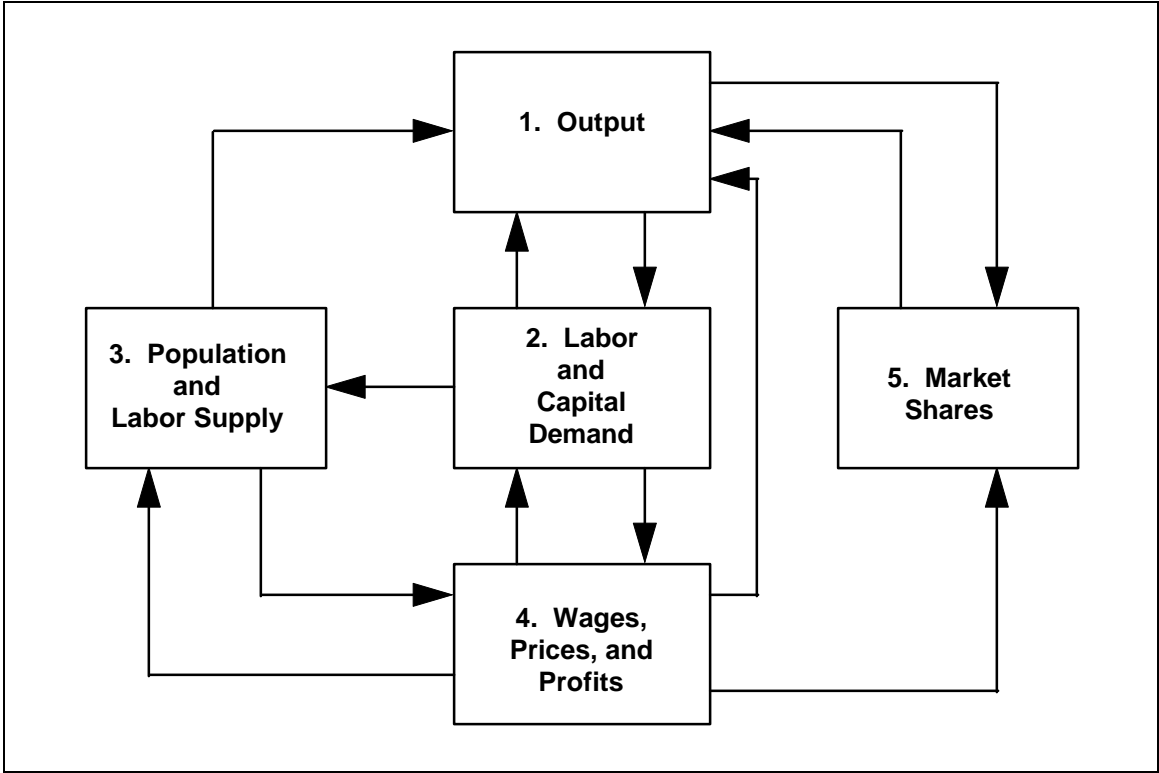 1. Output
3. Population
and
Labor Supply
2. Labor
and
Capital
Demand
5. Market
Shares
4. Wages,
Prices, and
Profits